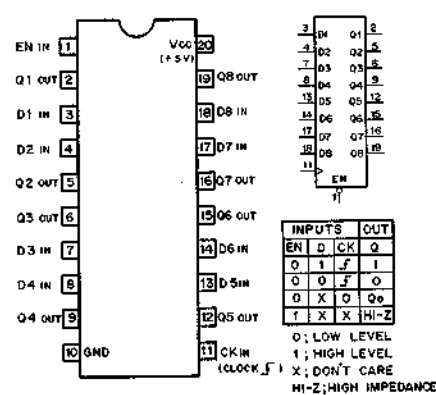 EN IN 1
Q1 OUT 2
D1 IN 3
D2 IN 4
Q2 OUT 5
Q3 OUT 6
D3 IN 7
D4 IN 8
Q4 OUT 9
10 GND
VCC 20
(+5V)
19 Q8 OUT
18 D8 IN
17 D7 IN
16 Q7 OUT
15 Q6 OUT
14 D6 IN
13 D5 IN
12 Q5 OUT
11 CK IN
(CLOCK)
3 D1 Q1 2
4 D2 Q2 5
7 D3 Q3 6
8 D4 Q4 9
13 D5 Q5 12
14 D6 Q6 15
17 D7 Q7 16
18 D8 Q8 19
11
EN
1
INPUTS OUT
EN D CK Q
0 1 1
0 0 0
0 X 0 Qo
1 X X HI-Z
0; LOW LEVEL
1; HIGH LEVEL
X; DON'T CARE
HI-Z; HIGH IMPEDANCE